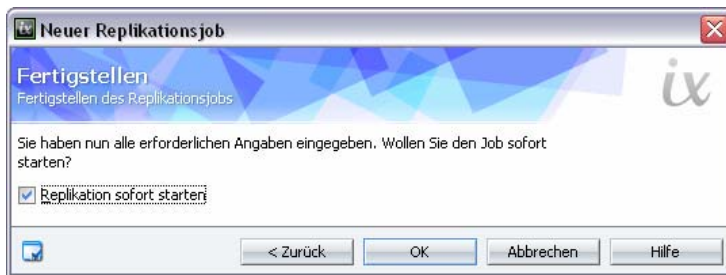 ix Neuer Replikationsjob
Fertigstellen
Fertigstellen des Replikationsjobs
ix
Sie haben nun alle erforderlichen Angaben eingegeben. Wollen Sie den Job sofort
starten?
Replikation sofort starten
< Zurück OK Abbrechen Hilfe